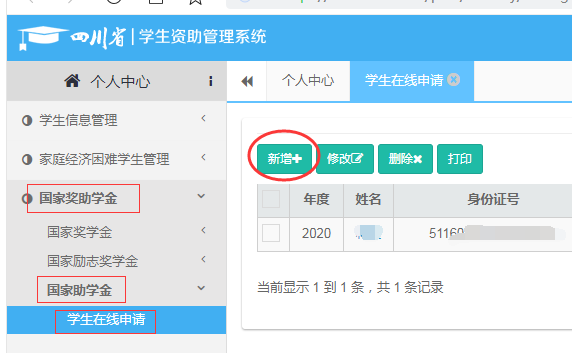 四川省 | 学生资助管理系统
个人中心
个人中心
学生在线申请
学生信息管理
家庭经济困难学生管理
国家奖助学金
国家奖学金
国家励志奖学金
国家助学金
学生在线申请
新增 修改 删除 打印
年度 姓名 身份证号
2020 5116
当前显示 1 到 1 条，共 1 条记录